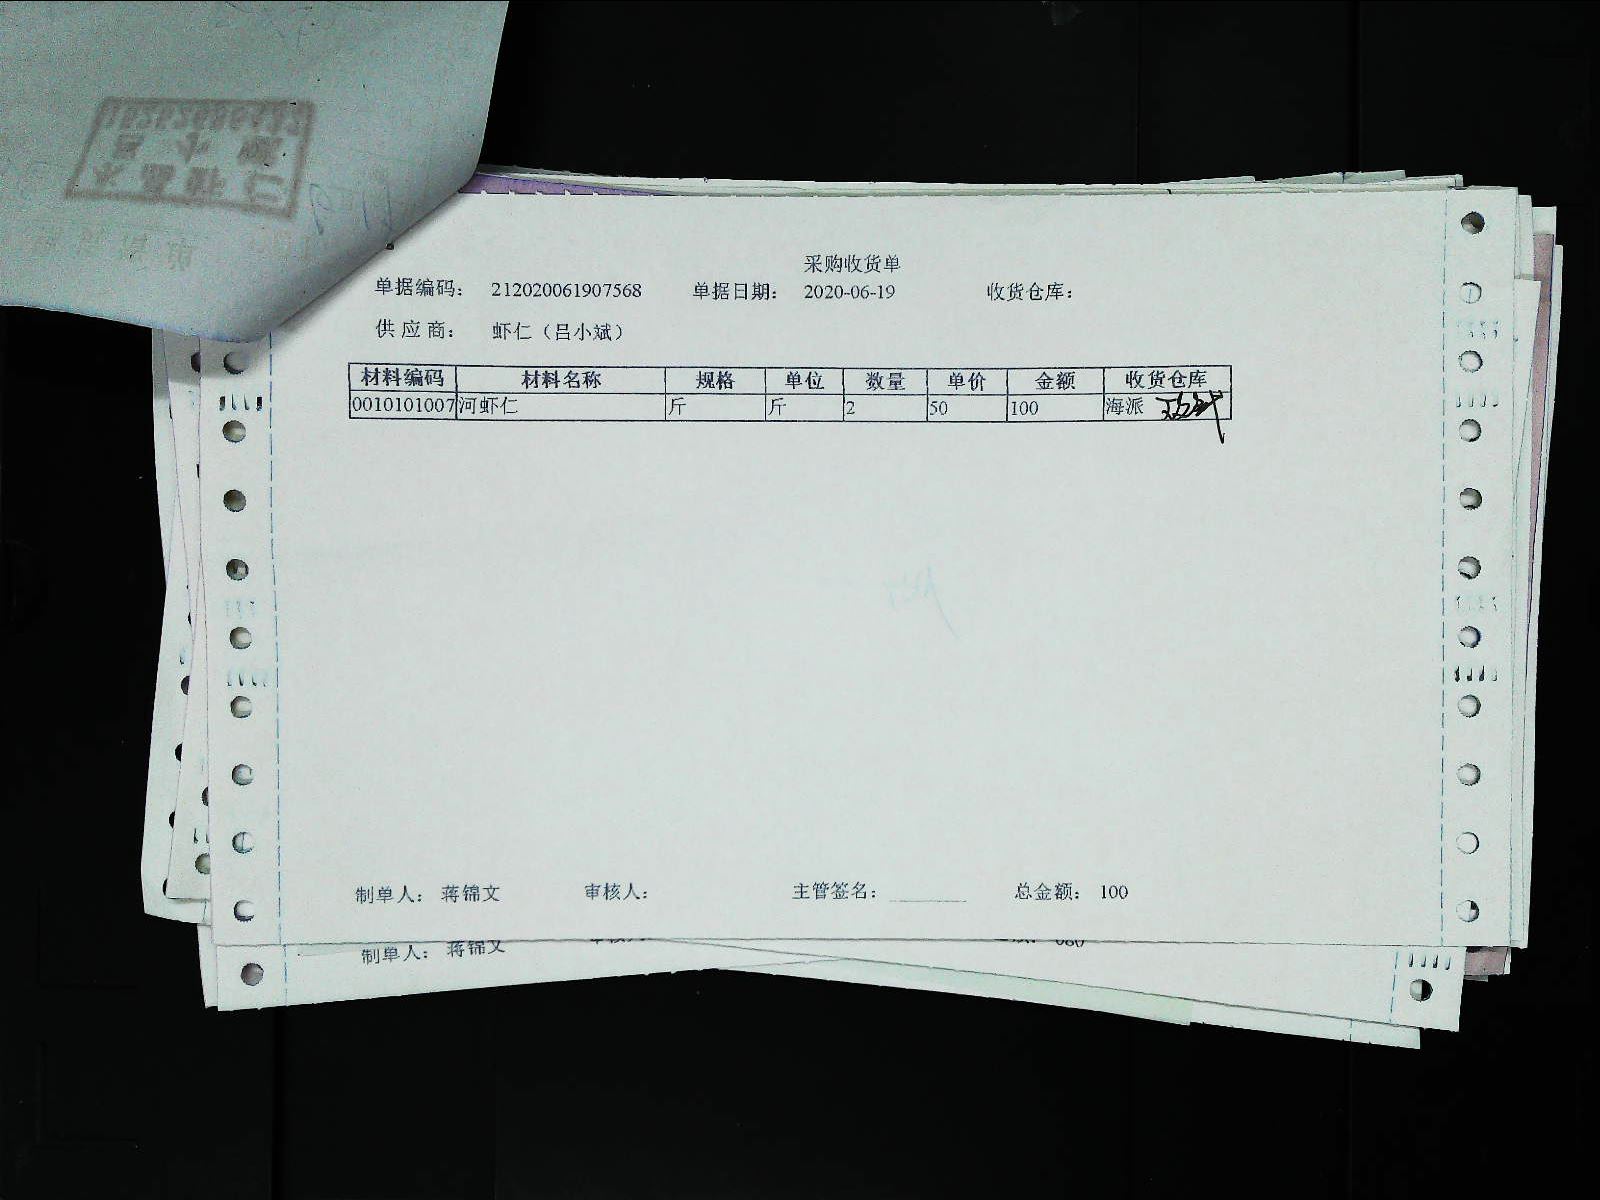 采购收货单
单据编码： 212020061907568 单据日期： 2020-06-19 收货仓库：
供应商： 虾仁（吕小斌）
材料编码 材料名称 规格 单位 数量 单价 金额 收货仓库
0010101007 河虾仁 斤 斤 2 50 100 海派
制单人： 蒋锦文 审核人： 主管签名： 总金额： 100
制单人： 蒋锦文